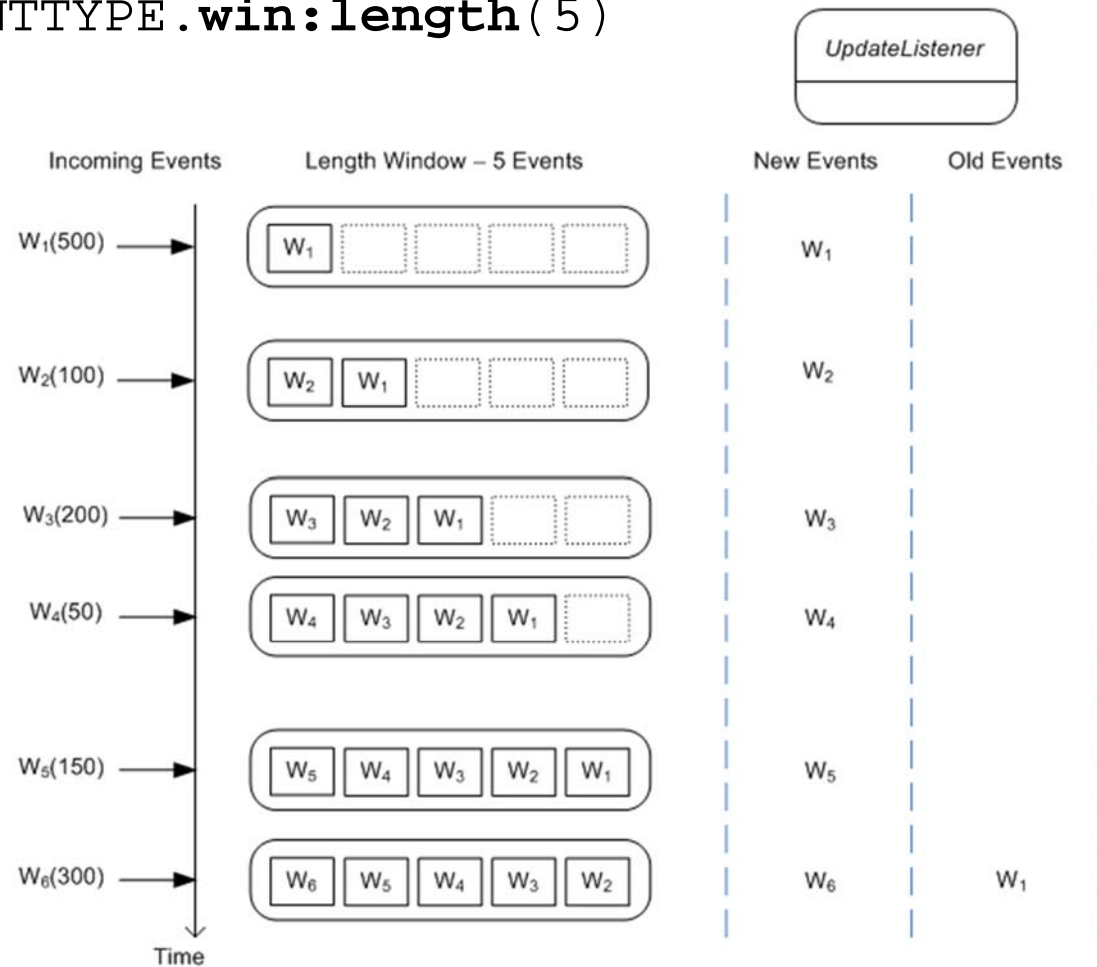 NTTYPE.win:length(5)
UpdateListener
Incoming Events Length Window – 5 Events New Events Old Events
W₁(500) W₁ W₁
W₂(100) W₂ W₁ W₂
W₃(200) W₃ W₂ W₁ W₃
W₄(50) W₄ W₃ W₂ W₁ W₄
W₅(150) W₅ W₄ W₃ W₂ W₁ W₅
W₆(300) W₆ W₅ W₄ W₃ W₂ W₆ W₁
Time